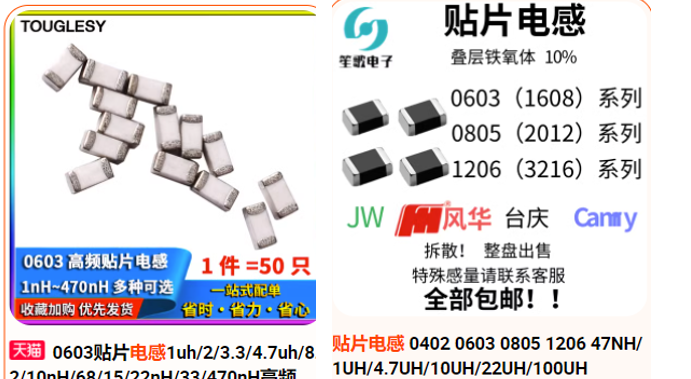 TOUGLESY
0603 高频贴片电感
1nH~470nH 多种可选
收藏加购 优先发货
1 件 =50 只
一站式配单
省时·省力·省心
天猫 0603贴片电感1uh/2/3.3/4.7uh/8
2/10nH/68/15/22nH/33/470nH高频
笙歌电子
贴片电感
叠层铁氧体 10%
0603（1608）系列
0805（2012）系列
1206（3216）系列
JW 风华 台庆
拆散！ 整盘出售
特殊感量请联系客服
全部包邮！！
贴片电感 0402 0603 0805 1206 47NH/
1UH/4.7UH/10UH/22UH/100UH